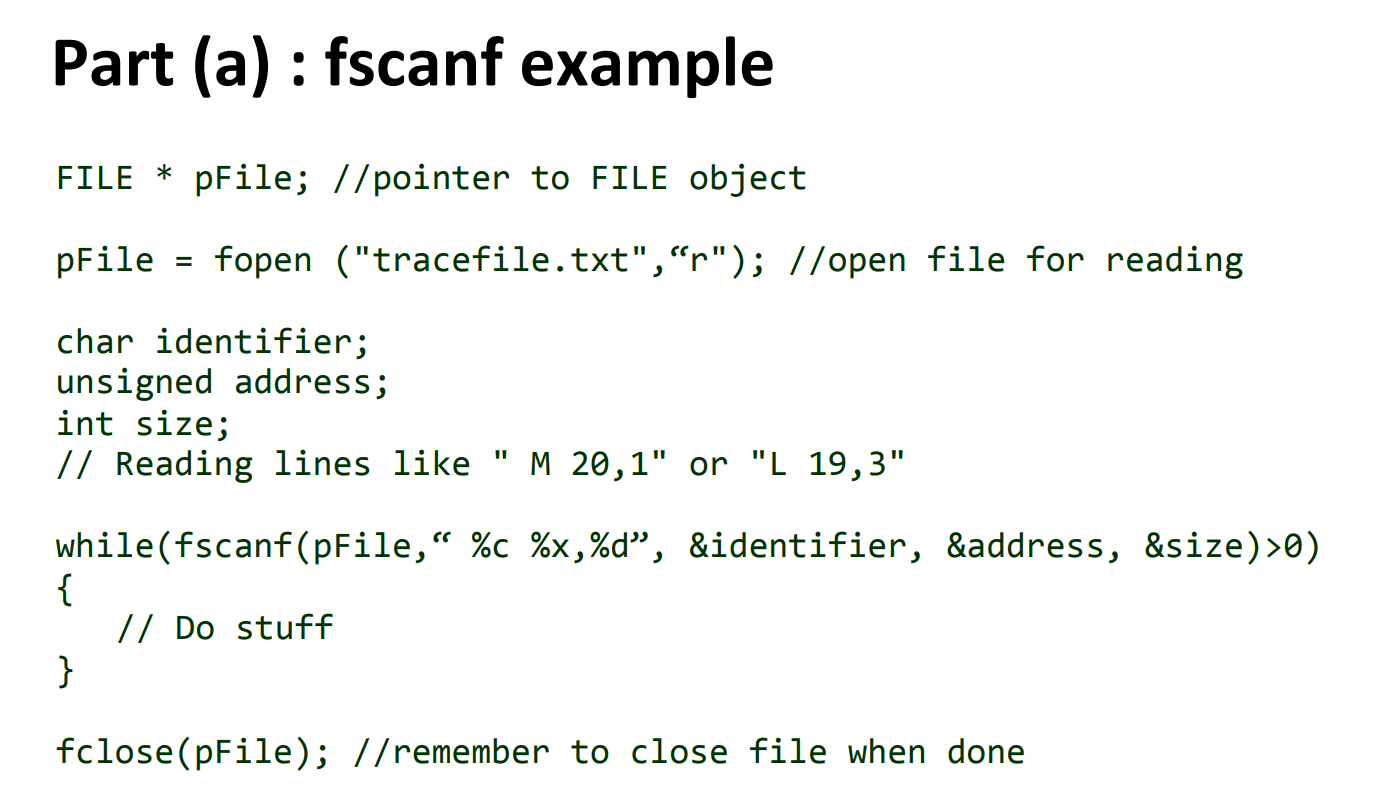 Part (a) : fscanf example
FILE * pFile; //pointer to FILE object
pFile = fopen ("tracefile.txt",“r"); //open file for reading
char identifier;
unsigned address;
int size;
// Reading lines like " M 20,1" or "L 19,3"
while(fscanf(pFile,“ %c %x,%d”, &identifier, &address, &size)>0)
{
// Do stuff
}
fclose(pFile); //remember to close file when done